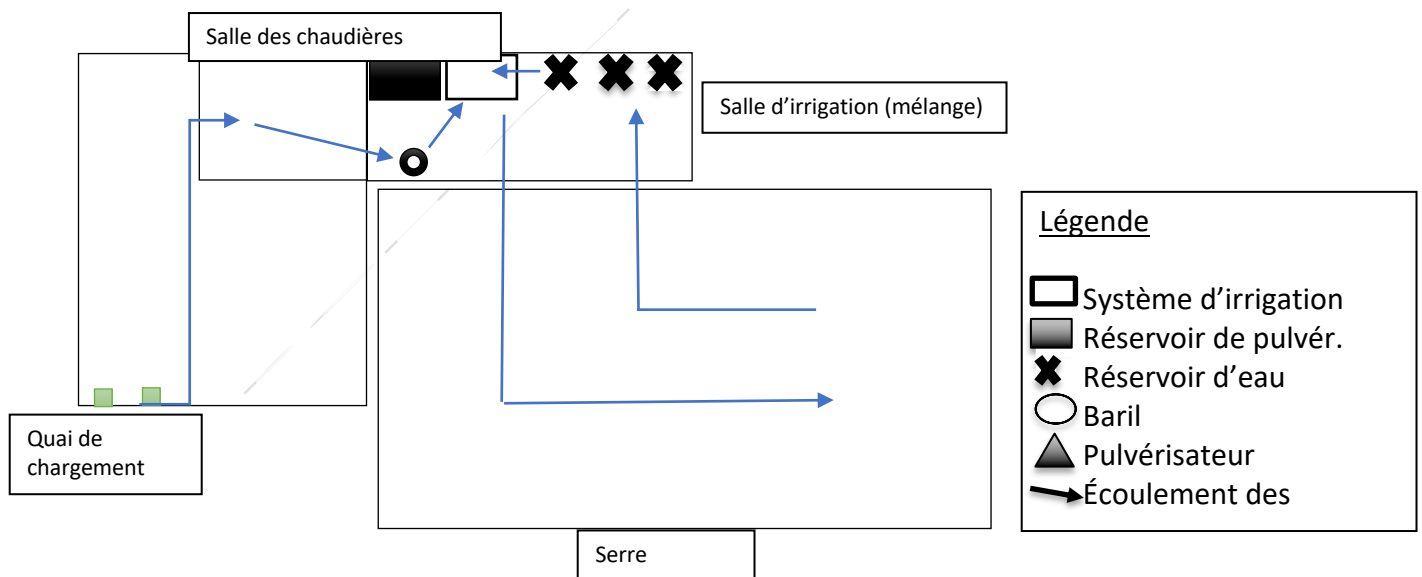 Salle des chaudières
Salle d’irrigation (mélange)
Légende
Système d’irrigation
Réservoir de pulvér.
Réservoir d’eau
Baril
Pulvérisateur
Écoulement des
Quai de
chargement
Serre